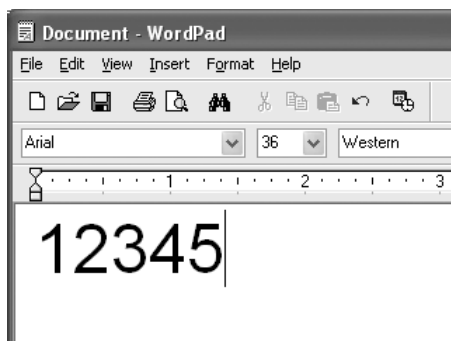 Document - WordPad
File Edit View Insert Format Help
Arial 36 Western
1 2 3
12345